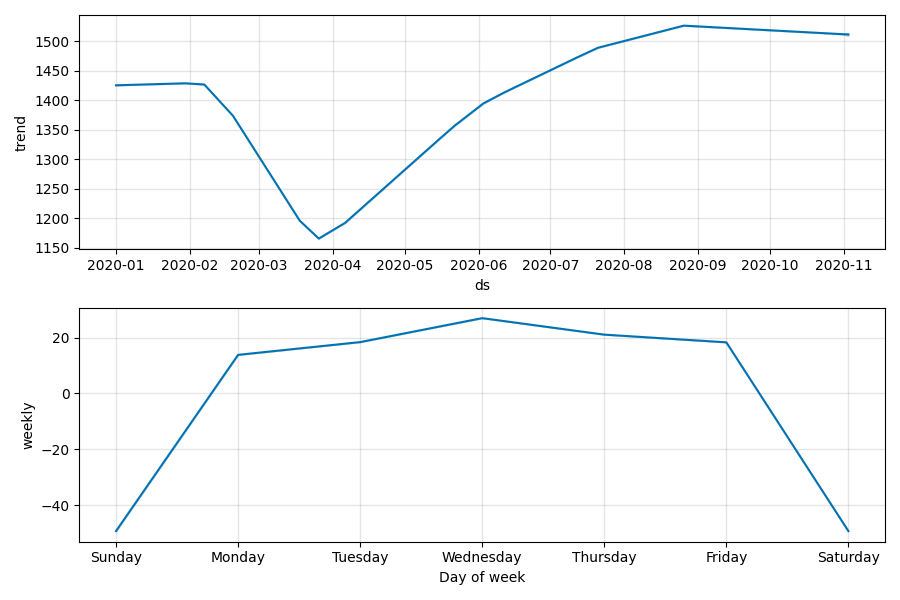 1500
1450
1400
1350
1300
1250
1200
1150
trend
2020-01 2020-02 2020-03 2020-04 2020-05 2020-06 2020-07 2020-08 2020-09 2020-10 2020-11
ds
20
0
−20
−40
weekly
Sunday Monday Tuesday Wednesday Thursday Friday Saturday
Day of week